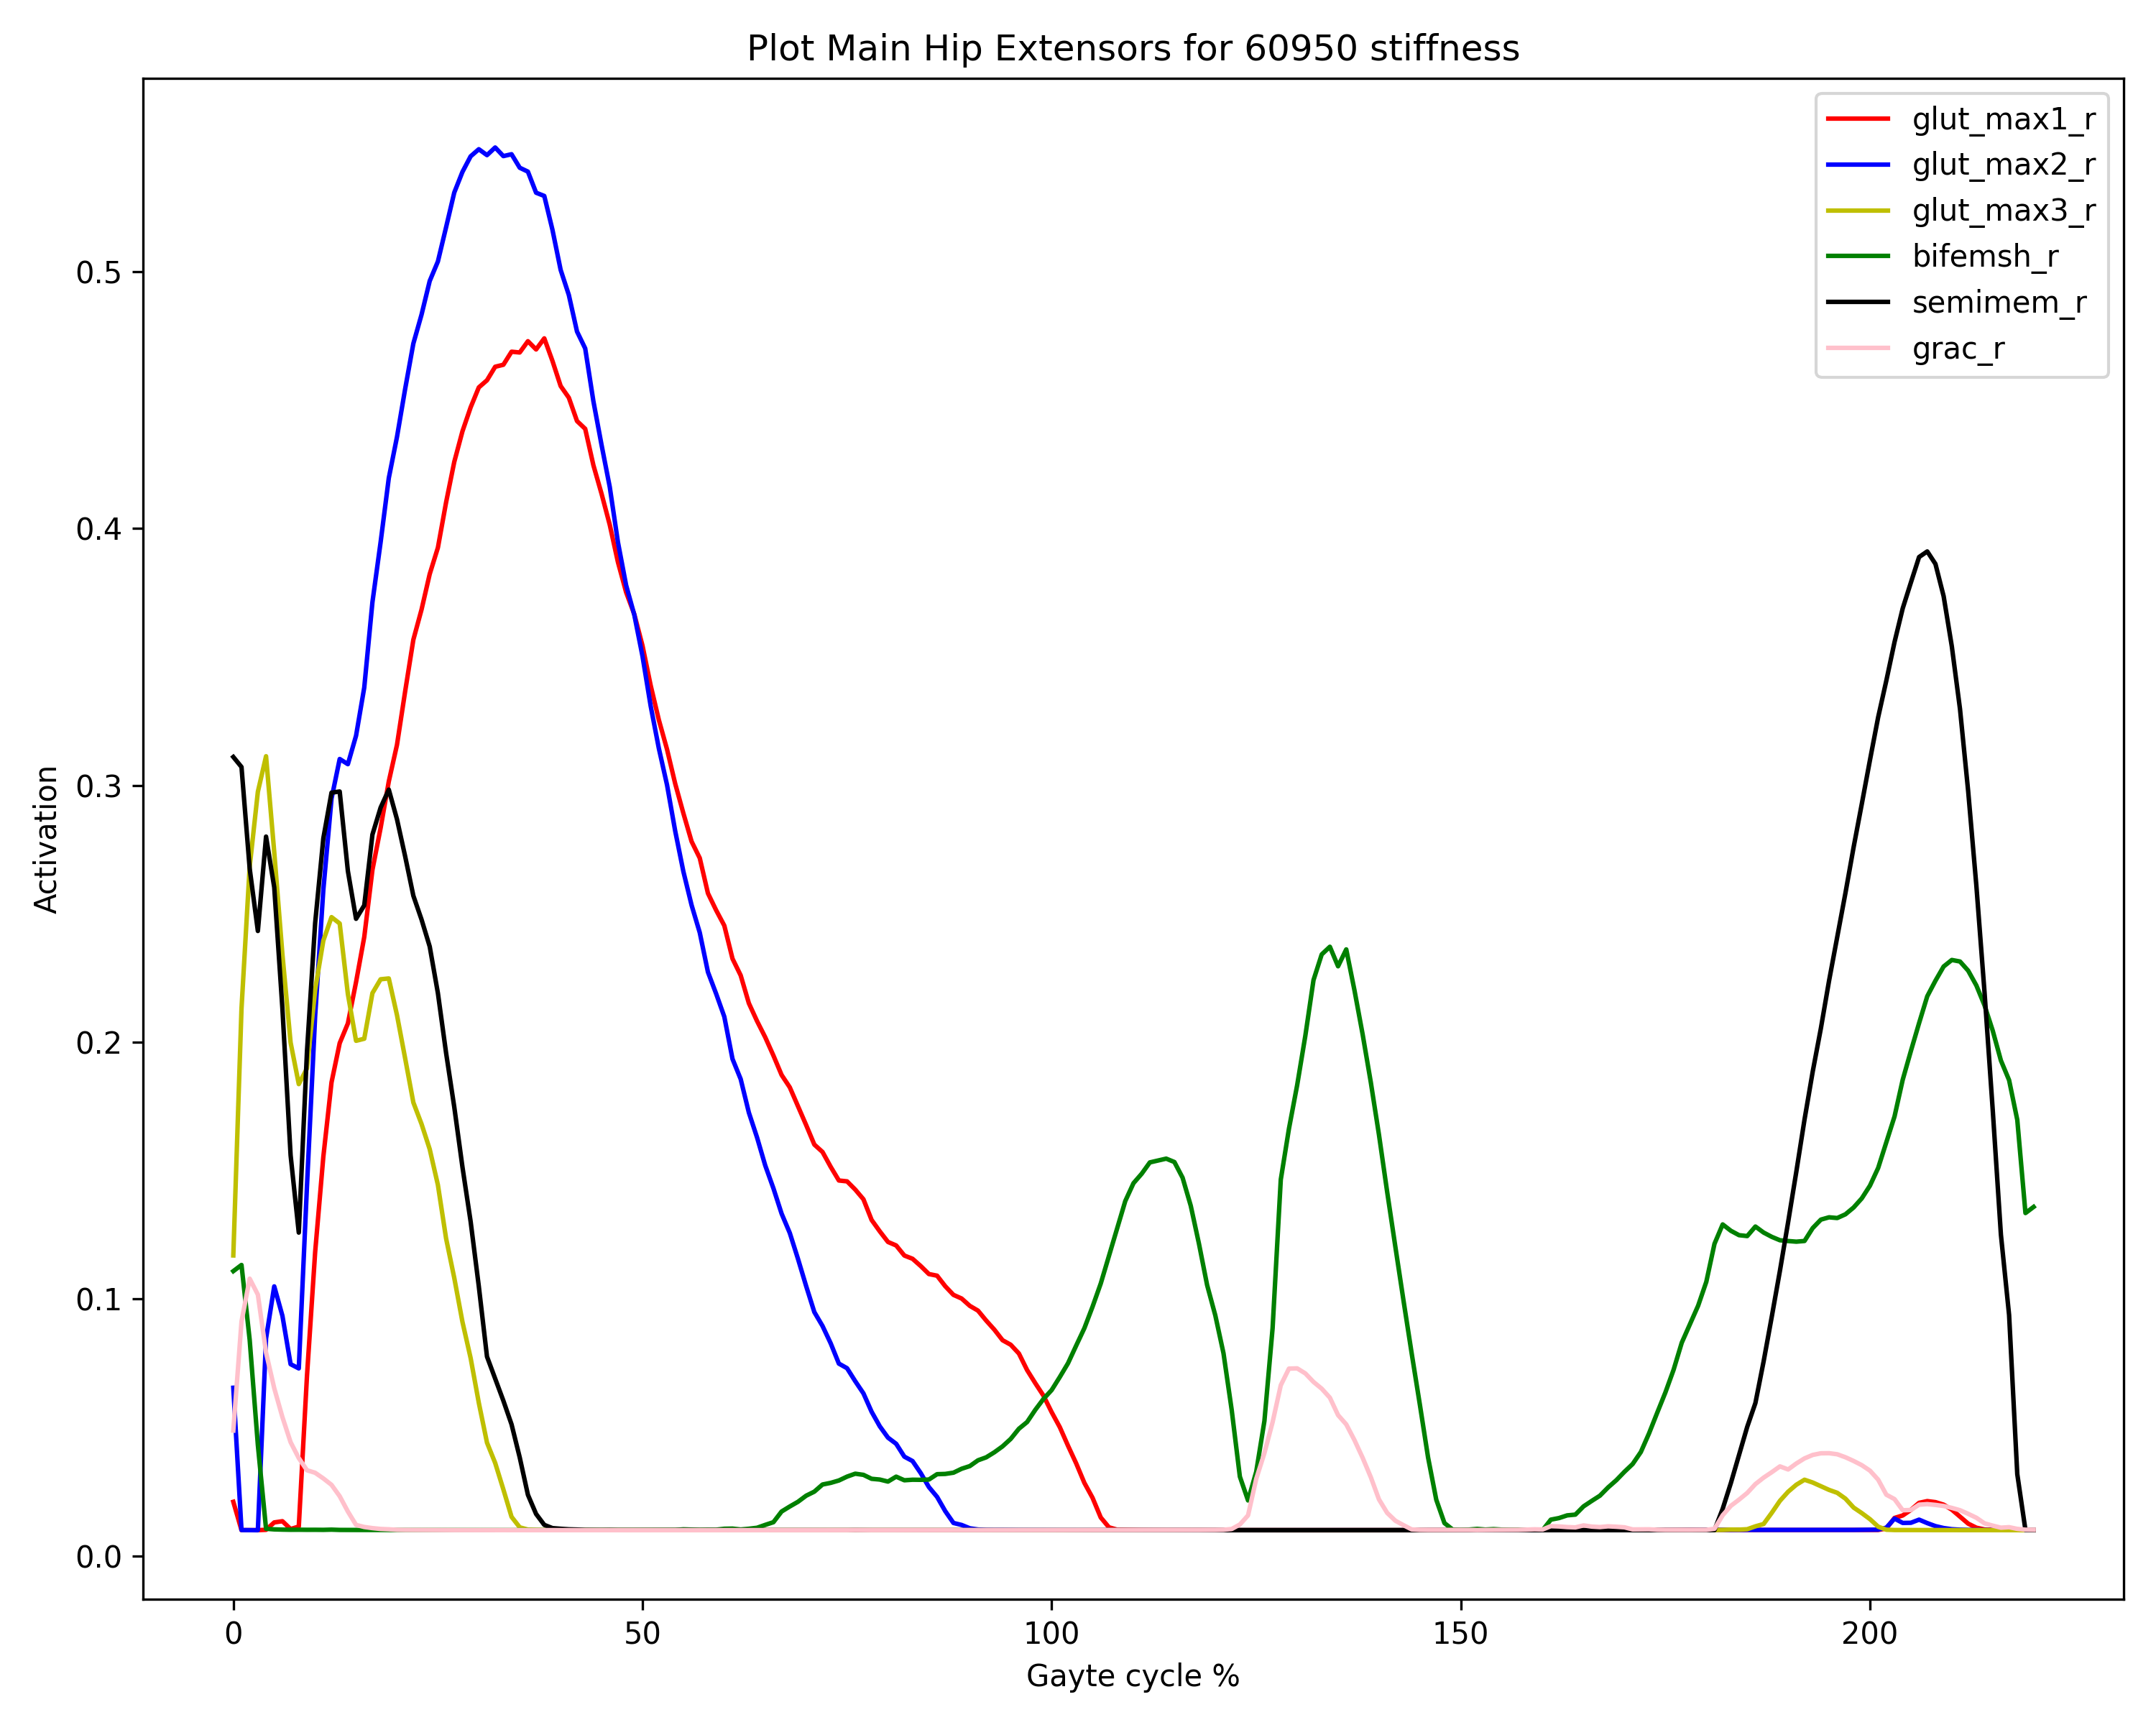 Plot Main Hip Extensors for 60950 stiffness
glut_max1_r
glut_max2_r
glut_max3_r
bifemsh_r
semimem_r
grac_r
Activation
0.5
0.4
0.3
0.2
0.1
0.0
0 50 100 150 200
Gayte cycle %